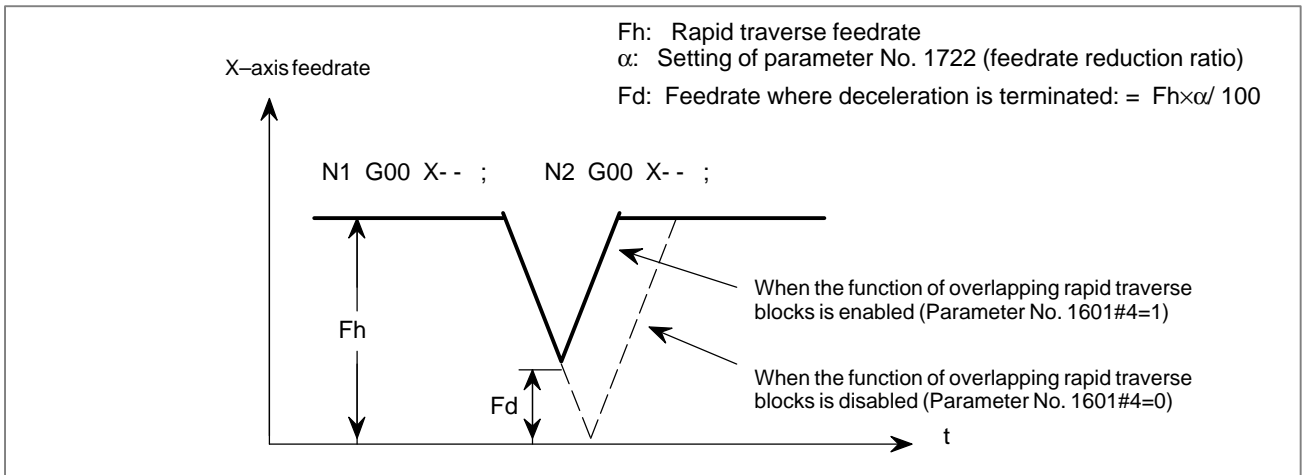 Fh: Rapid traverse feedrate
α: Setting of parameter No. 1722 (feedrate reduction ratio)
Fd: Feedrate where deceleration is terminated: = Fh×α/ 100
X–axis feedrate
N1 G00 X- - ; N2 G00 X- - ;
When the function of overlapping rapid traverse
blocks is enabled (Parameter No. 1601#4=1)
Fh
When the function of overlapping rapid traverse
blocks is disabled (Parameter No. 1601#4=0)
Fd
t